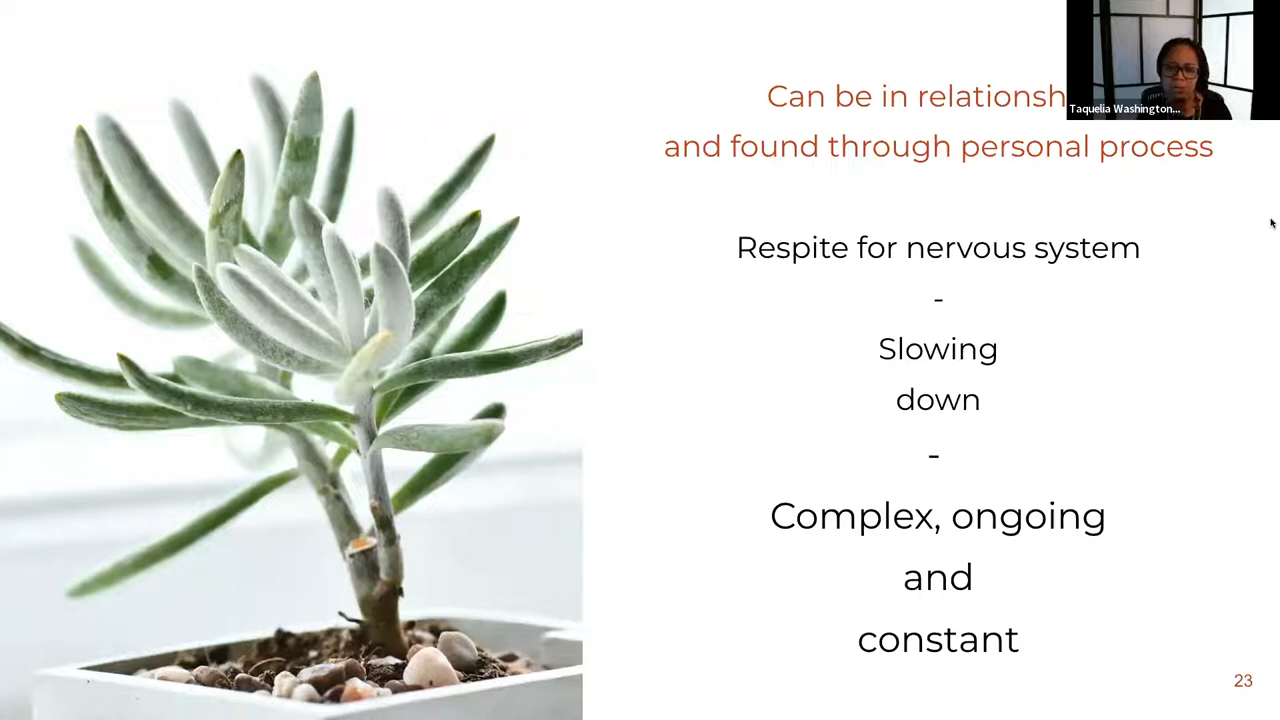 Can be in relationsh
Taquelia Washington...
and found through personal process
Respite for nervous system
-
Slowing
down
-
Complex, ongoing
and
constant
23